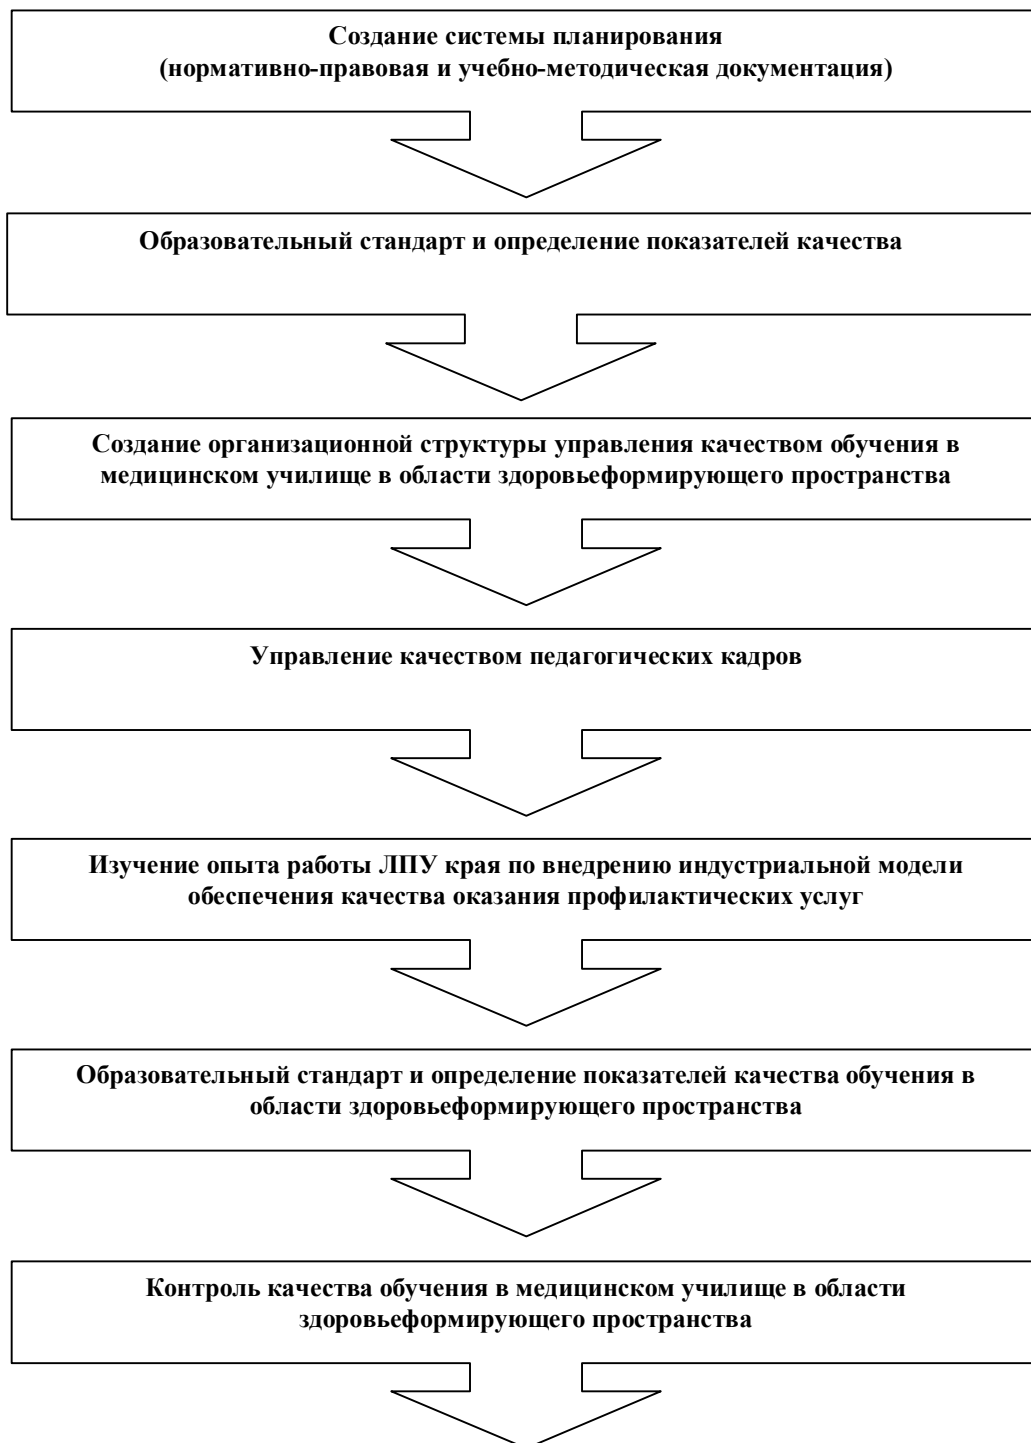 Создание системы планирования
(нормативно-правовая и учебно-методическая документация)
Образовательный стандарт и определение показателей качества
Создание организационной структуры управления качеством обучения в
медицинском училище в области здоровьеформирующего пространства
Управление качеством педагогических кадров
Изучение опыта работы ЛПУ края по внедрению индустриальной модели
обеспечения качества оказания профилактических услуг
Образовательный стандарт и определение показателей качества обучения в
области здоровьеформирующего пространства
Контроль качества обучения в медицинском училище в области
здоровьеформирующего пространства